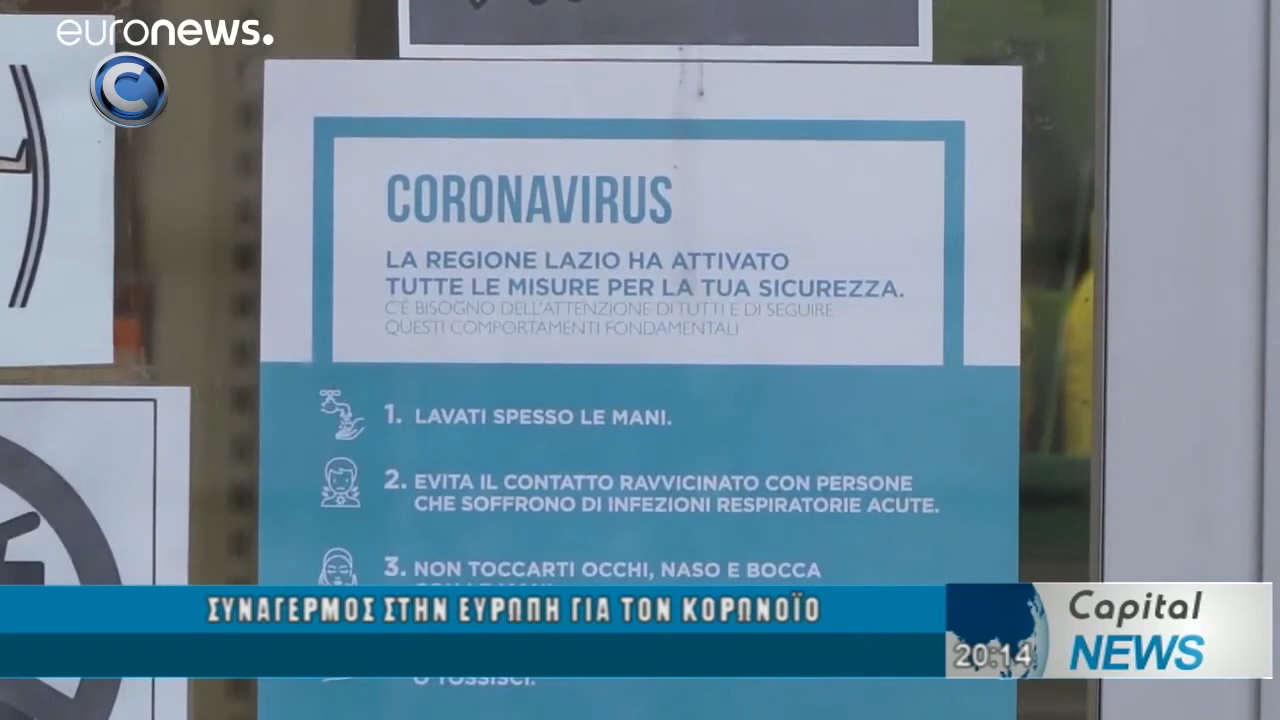 euronews.
C
CORONAVIRUS
LA REGIONE LAZIO HA ATTIVATO
TUTTE LE MISURE PER LA TUA SICUREZZA.
C'È BISOGNO DELL'ATTENZIONE DI TUTTI E DI SEGUIRE
QUESTI COMPORTAMENTI FONDAMENTALI
1. LAVATI SPESSO LE MANI.
2. EVITA IL CONTATTO RAVVICINATO CON PERSONE
CHE SOFFRONO DI INFEZIONI RESPIRATORIE ACUTE.
3. NON TOCCARTI OCCHI, NASO E BOCCA
ΣΥΝΑΓΕΡΜΟΣ ΣΤΗΝ ΕΥΡΩΠΗ ΓΙΑ ΤΟΝ ΚΟΡΩΝΟΪΟ
Capital
NEWS
20:14
O TOSSISCI.